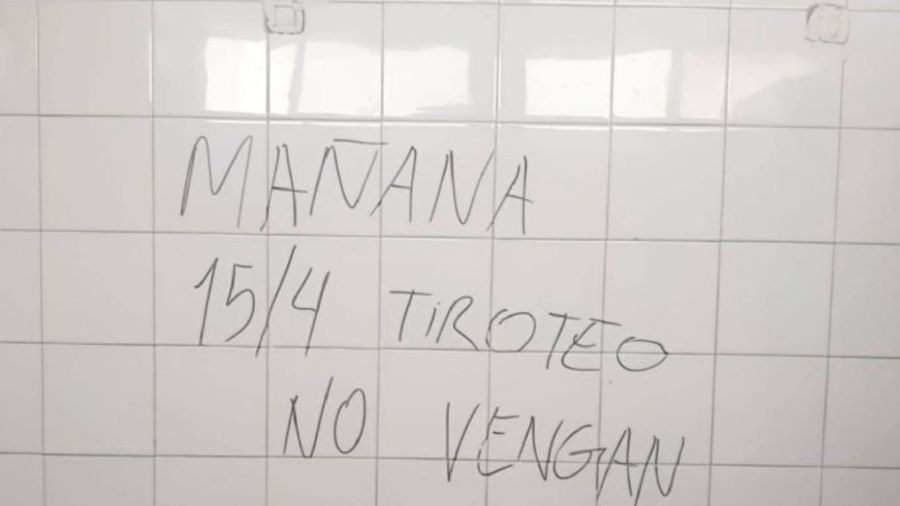 MAÑANA
15/4 TiROTEO
NO VENGAN